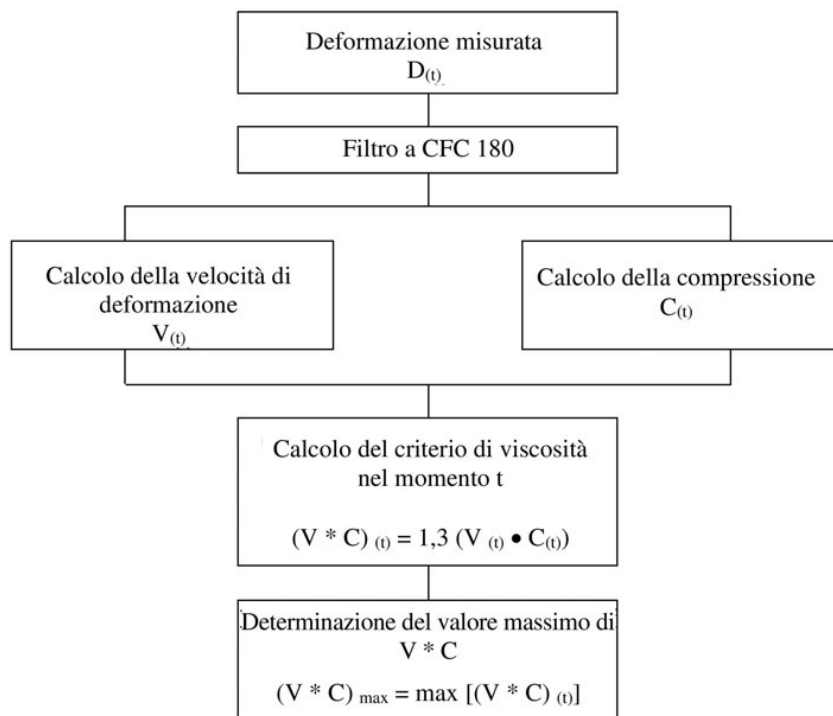 Deformazione misurata
D(t)
Filtro a CFC 180
Calcolo della velocità di
deformazione
V(t)
Calcolo della compressione
C(t)
Calcolo del criterio di viscosità
nel momento t
(V * C) (t) = 1,3 (V (t) • C(t))
Determinazione del valore massimo di
V * C
(V * C) max = max [(V * C) (t)]